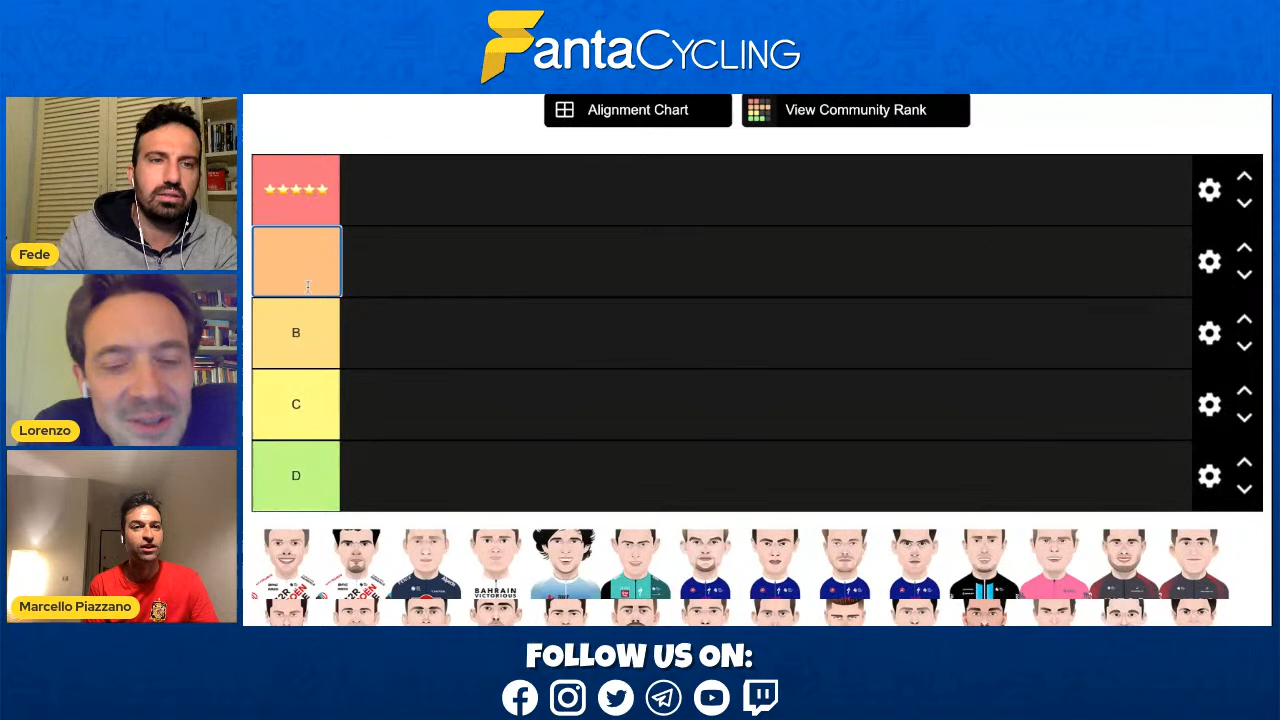 FantaCYCLING
Alignment Chart
View Community Rank
Fede
Lorenzo
Marcello Piazzano
B
C
D
BAHRAIN
VICTORIOUS
FOLLOW US ON: